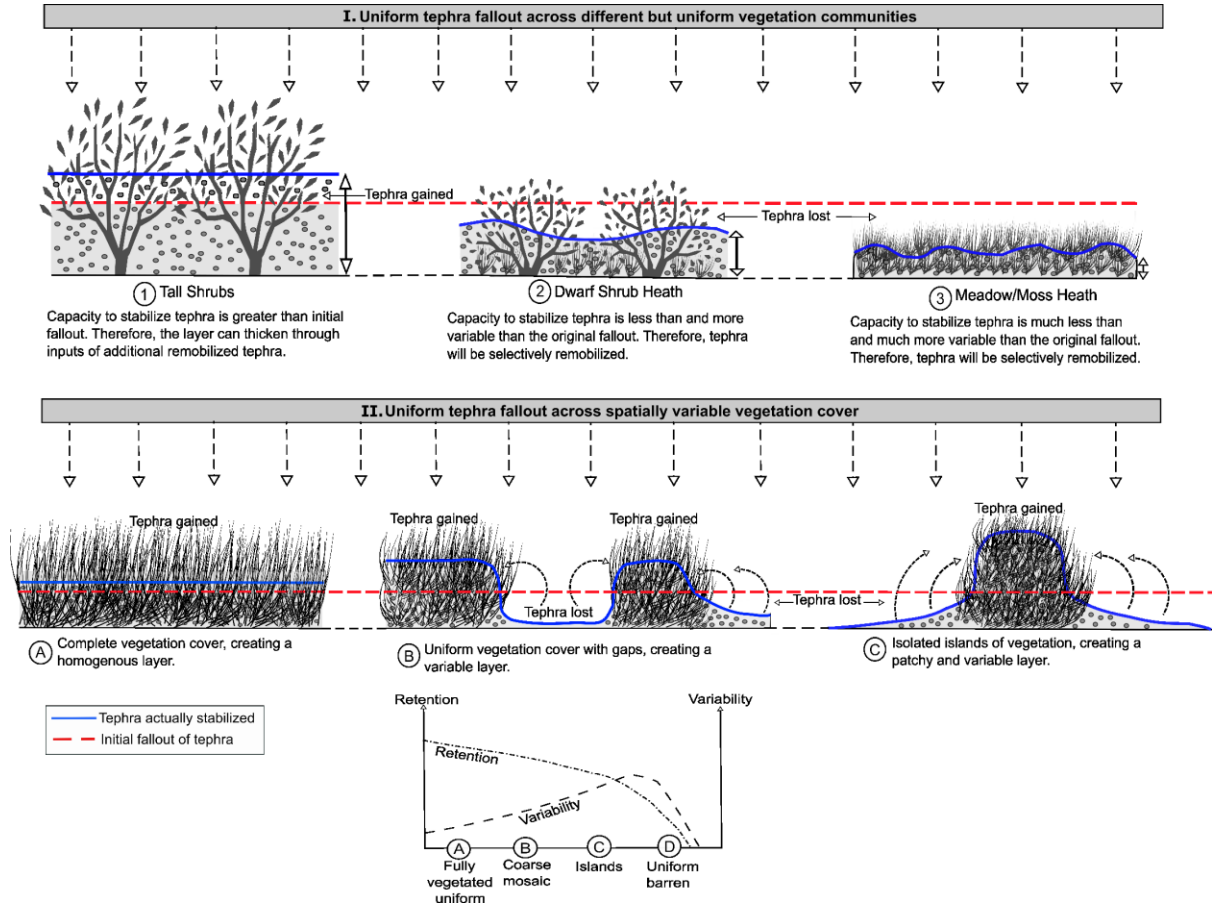 I. Uniform tephra fallout across different but uniform vegetation communities
Tephra gained
Tephra lost
1 Tall Shrubs
Capacity to stabilize tephra is greater than initial
fallout. Therefore, the layer can thicken through
inputs of additional remobilized tephra.
2 Dwarf Shrub Heath
Capacity to stabilize tephra is less than and more
variable than the original fallout. Therefore, tephra
will be selectively remobilized.
3 Meadow/Moss Heath
Capacity to stabilize tephra is much less than
and much more variable than the original fallout.
Therefore, tephra will be selectively remobilized.
II. Uniform tephra fallout across spatially variable vegetation cover
Tephra gained
Tephra gained
Tephra gained
Tephra gained
Tephra lost
Tephra lost
A Complete vegetation cover, creating a
homogenous layer.
B Uniform vegetation cover with gaps, creating a
variable layer.
C Isolated islands of vegetation, creating a
patchy and variable layer.
Tephra actually stabilized
Initial fallout of tephra
Retention
Variability
Retention
Variability
A
B
C
D
Fully
vegetated
uniform
Coarse
mosaic
Islands
Uniform
barren